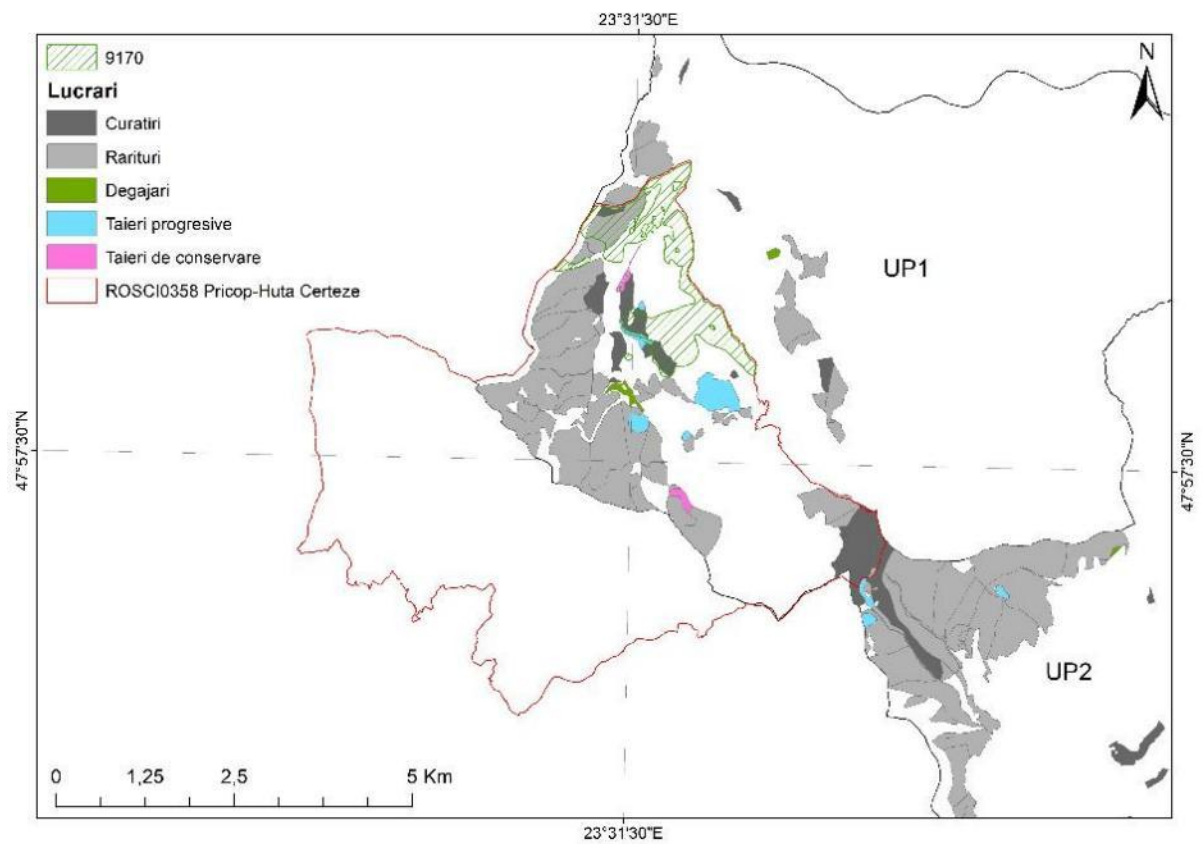 23°31'30"E
9170
N
Lucrari
Curatiri
Rarituri
Degajari
Taieri progresive
Taieri de conservare
ROSCI0358 Pricop-Huta Certeze
UP1
47°57'30"N
47°57'30"N
UP2
0 1,25 2,5 5 Km
23°31'30"E